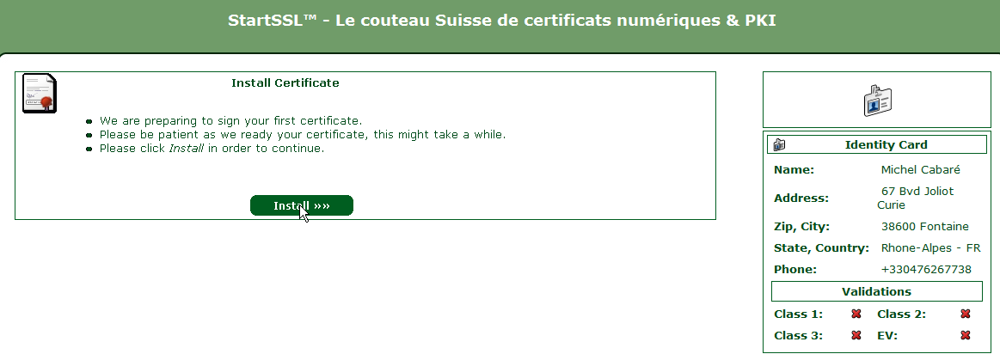 StartSSL™ - Le couteau Suisse de certificats numériques & PKI
Install Certificate
We are preparing to sign your first certificate.
Please be patient as we ready your certificate, this might take a while.
Please click Install in order to continue.
Install »»
Identity Card
Name: Michel Cabaré
Address: 67 Bvd Joliot
Curie
Zip, City: 38600 Fontaine
State, Country: Rhone-Alpes - FR
Phone: +330476267738
Validations
Class 1: Class 2:
Class 3: EV: